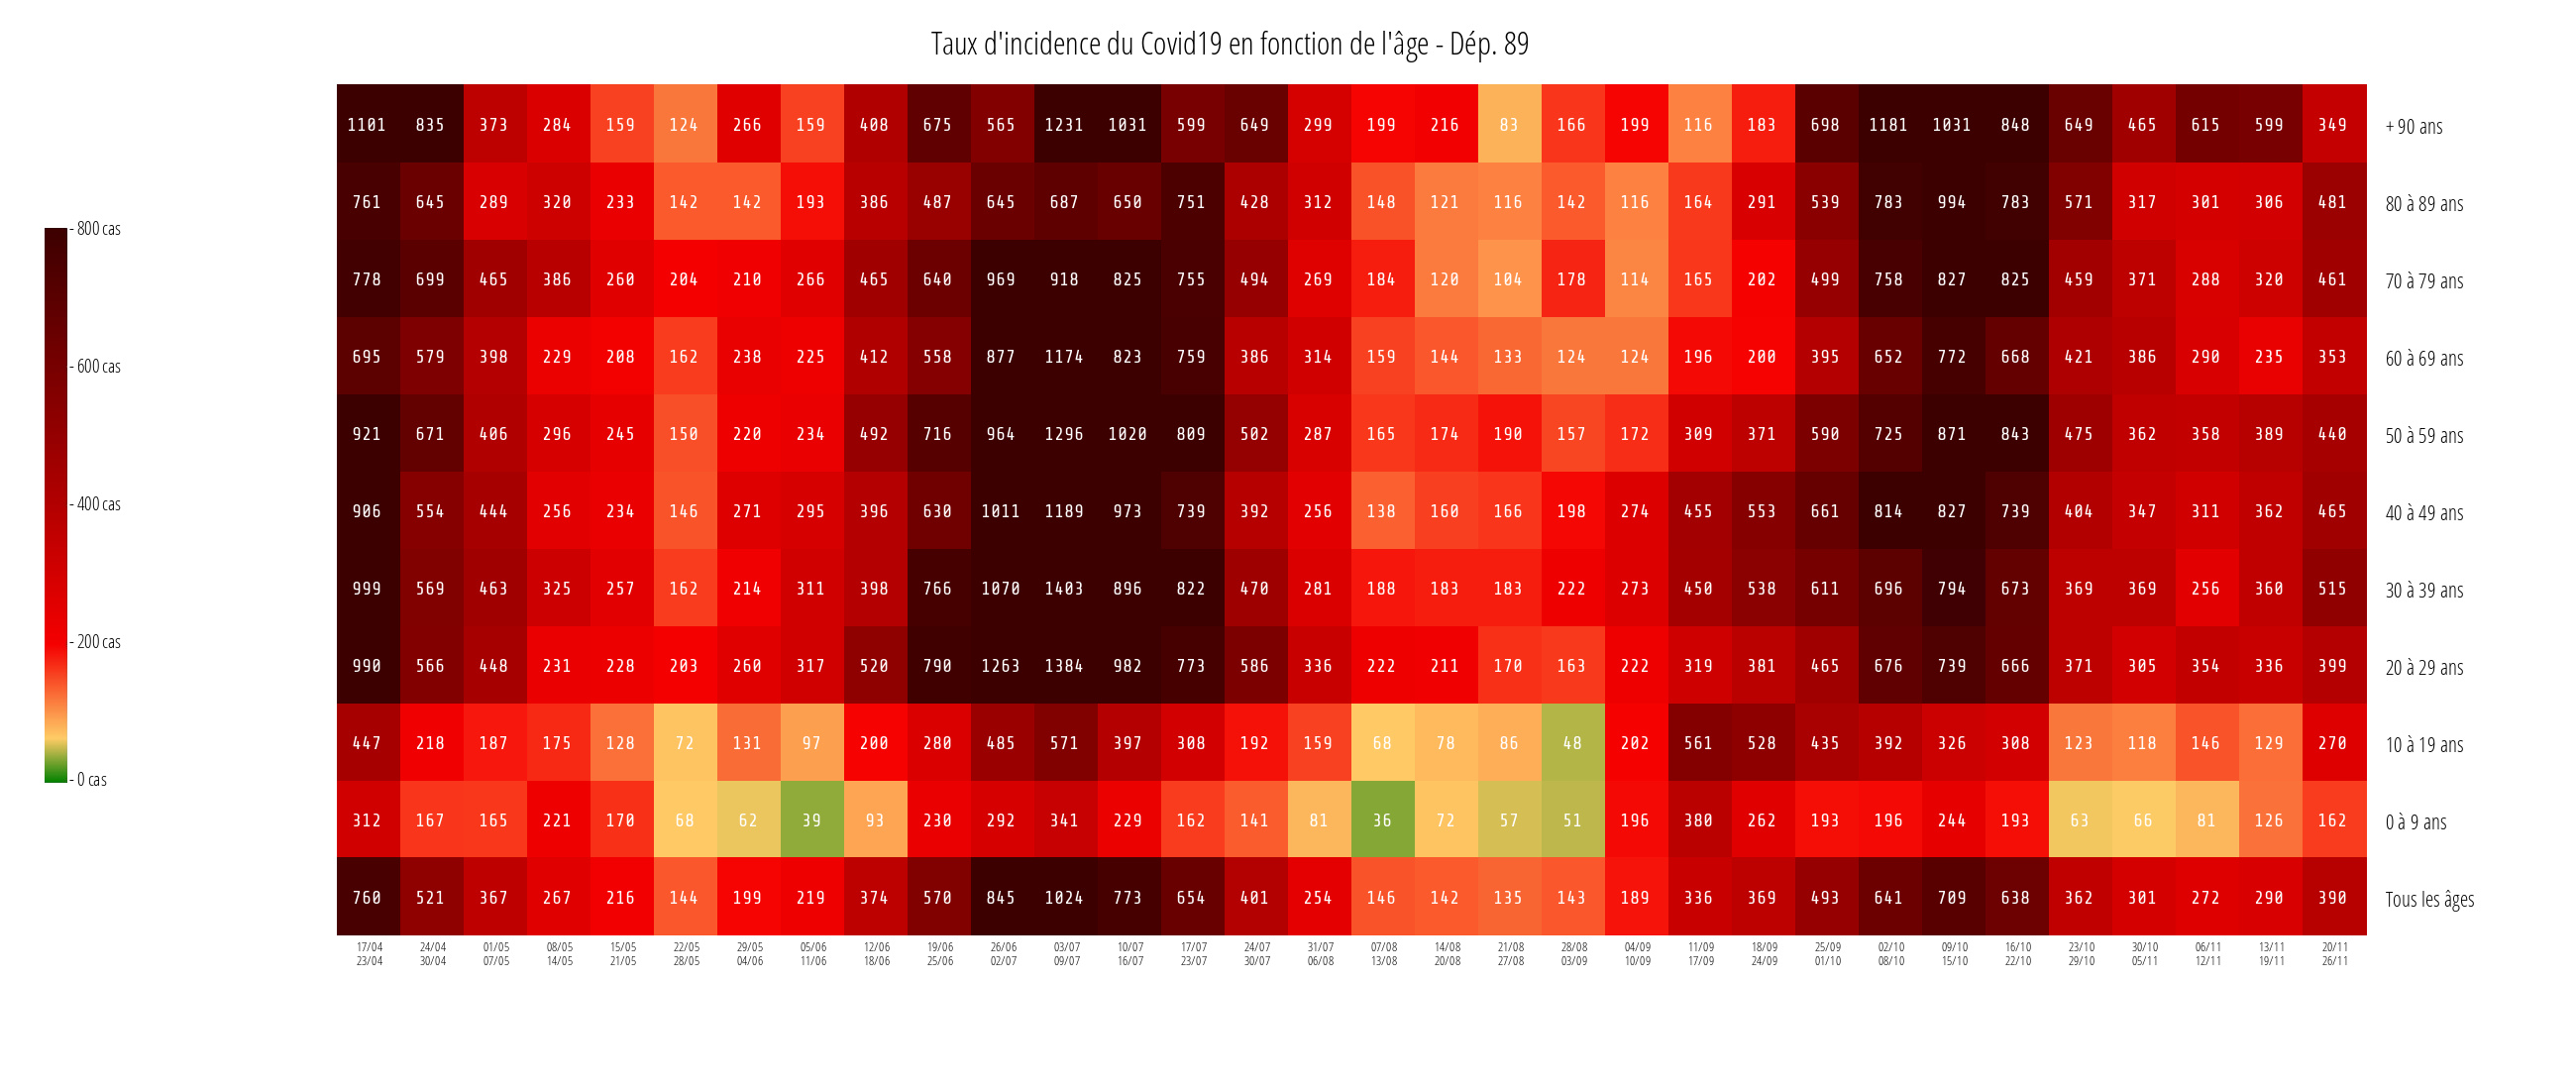 Taux d'incidence du Covid19 en fonction de l'âge - Dép. 89
- 800 cas
- 600 cas
- 400 cas
- 200 cas
- 0 cas
1101 835 373 284 159 124 266 159 408 675 565 1231 1031 599 649 299 199 216 83 166 199 116 183 698 1181 1031 848 649 465 615 599 349 + 90 ans
761 645 289 320 233 142 142 193 386 487 645 687 650 751 428 312 148 121 116 142 116 164 291 539 783 994 783 571 317 301 306 481 80 à 89 ans
778 699 465 386 260 204 210 266 465 640 969 918 825 755 494 269 184 120 104 178 114 165 202 499 758 827 825 459 371 288 320 461 70 à 79 ans
695 579 398 229 208 162 238 225 412 558 877 1174 823 759 386 314 159 144 133 124 124 196 200 395 652 772 668 421 386 290 235 353 60 à 69 ans
921 671 406 296 245 150 220 234 492 716 964 1296 1020 809 502 287 165 174 190 157 172 309 371 590 725 871 843 475 362 358 389 440 50 à 59 ans
906 554 444 256 234 146 271 295 396 630 1011 1189 973 739 392 256 138 160 166 198 274 455 553 661 814 827 739 404 347 311 362 465 40 à 49 ans
999 569 463 325 257 162 214 311 398 766 1070 1403 896 822 470 281 188 183 183 222 273 450 538 611 696 794 673 369 369 256 360 515 30 à 39 ans
990 566 448 231 228 203 260 317 520 790 1263 1384 982 773 586 336 222 211 170 163 222 319 381 465 676 739 666 371 305 354 336 399 20 à 29 ans
447 218 187 175 128 72 131 97 200 280 485 571 397 308 192 159 68 78 86 48 202 561 528 435 392 326 308 123 118 146 129 270 10 à 19 ans
312 167 165 221 170 68 62 39 93 230 292 341 229 162 141 81 36 72 57 51 196 380 262 193 196 244 193 63 66 81 126 162 0 à 9 ans
760 521 367 267 216 144 199 219 374 570 845 1024 773 654 401 254 146 142 135 143 189 336 369 493 641 709 638 362 301 272 290 390 Tous les âges
17/04 24/04 01/05 08/05 15/05 22/05 29/05 05/06 12/06 19/06 26/06 03/07 10/07 17/07 24/07 31/07 07/08 14/08 21/08 28/08 04/09 11/09 18/09 25/09 02/10 09/10 16/10 23/10 30/10 06/11 13/11 20/11
23/04 30/04 07/05 14/05 21/05 28/05 04/06 11/06 18/06 25/06 02/07 09/07 16/07 23/07 30/07 06/08 13/08 20/08 27/08 03/09 10/09 17/09 24/09 01/10 08/10 15/10 22/10 29/10 05/11 12/11 19/11 26/11